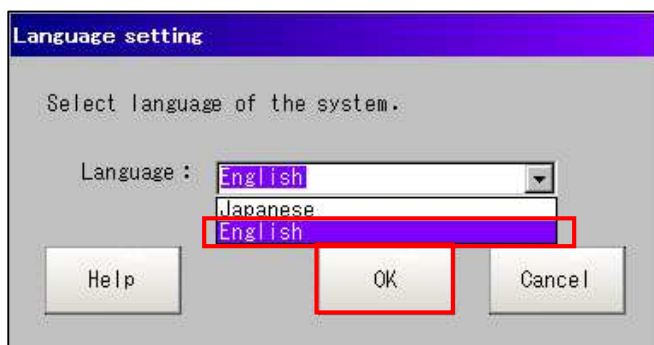 Language setting
Select language of the system.
Language : English
Japanese
English
Help OK Cancel